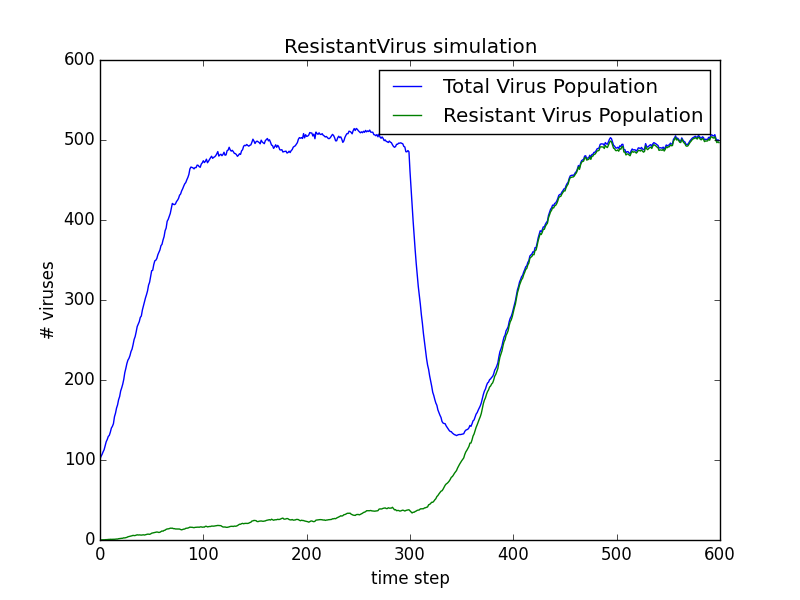 ResistantVirus simulation
600
500
400
300
200
100
0
# viruses
Total Virus Population
Resistant Virus Population
0 100 200 300 400 500 600
time step